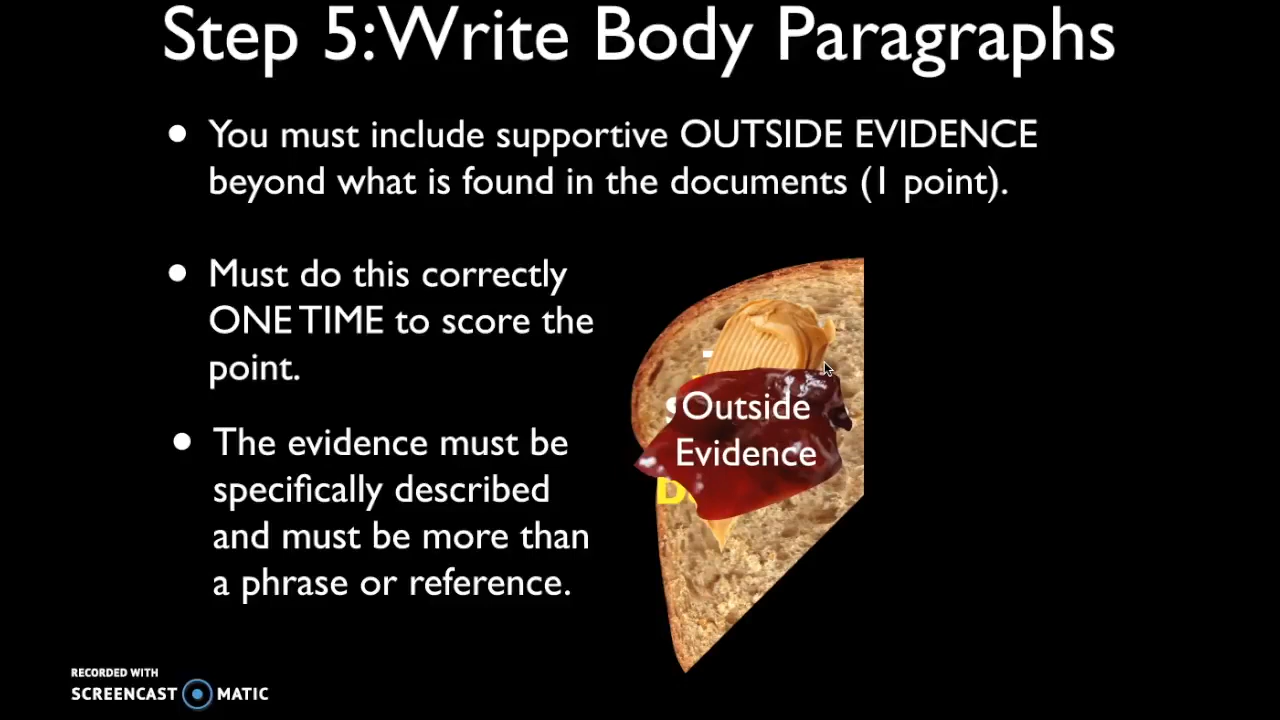 Step 5: Write Body Paragraphs
• You must include supportive OUTSIDE EVIDENCE
beyond what is found in the documents (1 point).
• Must do this correctly
ONE TIME to score the
point.
• The evidence must be
specifically described
and must be more than
a phrase or reference.
Outside
Evidence
RECORDED WITH
SCREENCAST MATIC